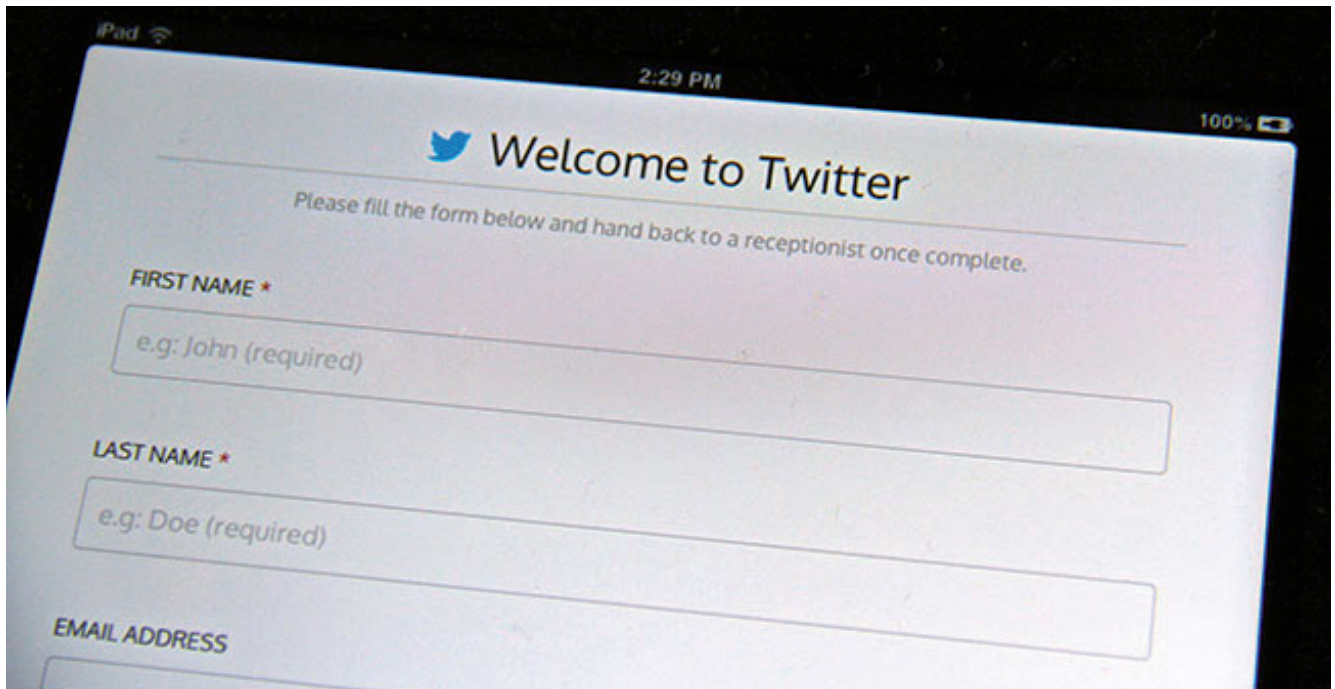 iPad
2:29 PM
100%
Welcome to Twitter
Please fill the form below and hand back to a receptionist once complete.
FIRST NAME *
e.g: John (required)
LAST NAME *
e.g: Doe (required)
EMAIL ADDRESS